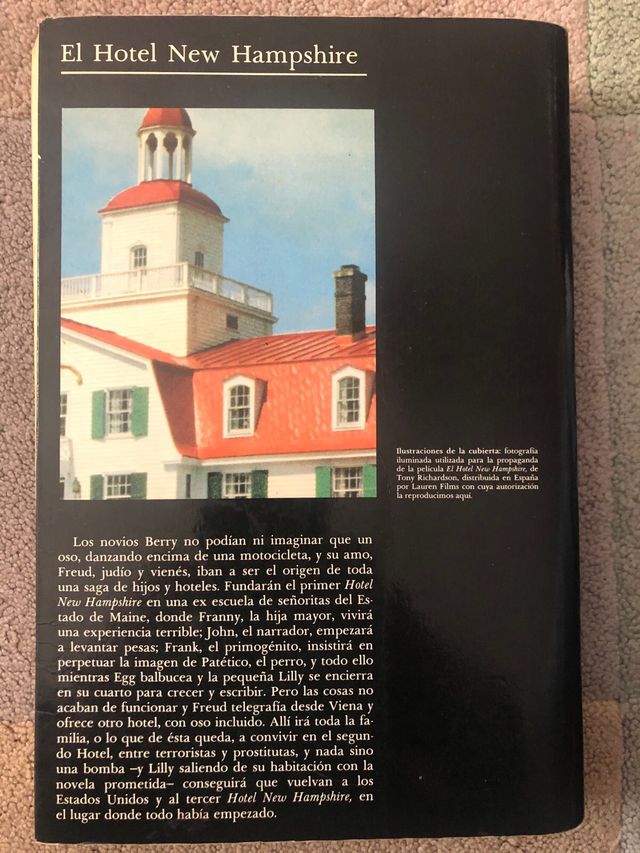 El Hotel New Hampshire
Ilustraciones de la cubierta: fotografía
iluminada utilizada para la propaganda
de la película El Hotel New Hampshire, de
Tony Richardson, distribuida en España
por Lauren Films con cuya autorización
la reproducimos aquí.
Los novios Berry no podían ni imaginar que un
oso, danzando encima de una motocicleta, y su amo,
Freud, judío y vienés, iban a ser el origen de toda
una saga de hijos y hoteles. Fundarán el primer Hotel
New Hampshire en una ex escuela de señoritas del Es-
tado de Maine, donde Franny, la hija mayor, vivirá
una experiencia terrible; John, el narrador, empezará
a levantar pesas; Frank, el primogénito, insistirá en
perpetuar la imagen de Patético, el perro, y todo ello
mientras Egg balbucea y la pequeña Lilly se encierra
en su cuarto para crecer y escribir. Pero las cosas no
acaban de funcionar y Freud telegrafía desde Viena y
ofrece otro hotel, con oso incluido. Allí irá toda la fa-
milia, o lo que de ésta queda, a convivir en el segun-
do Hotel, entre terroristas y prostitutas, y nada sino
una bomba –y Lilly saliendo de su habitación con la
novela prometida– conseguirá que vuelvan a los
Estados Unidos y al tercer Hotel New Hampshire, en
el lugar donde todo había empezado.